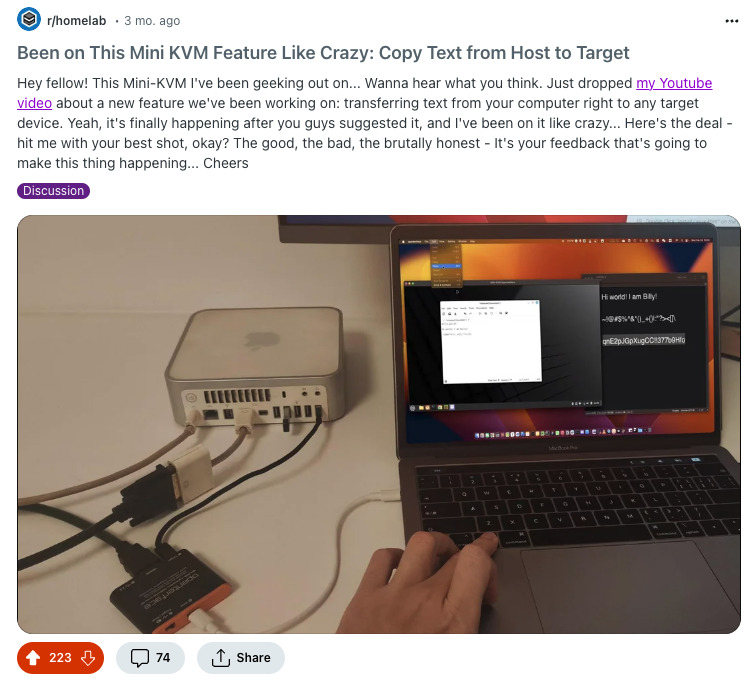 r/homelab · 3 mo. ago
Been on This Mini KVM Feature Like Crazy: Copy Text from Host to Target
Hey fellow! This Mini-KVM I've been geeking out on... Wanna hear what you think. Just dropped my Youtube
video about a new feature we've been working on: transferring text from your computer right to any target
device. Yeah, it's finally happening after you guys suggested it, and I've been on it like crazy... Here's the deal -
hit me with your best shot, okay? The good, the bad, the brutally honest - It's your feedback that's going to
make this thing happening... Cheers
Discussion
Hi world! I am Billy!
MacBook Pro
openterface
223
74
Share